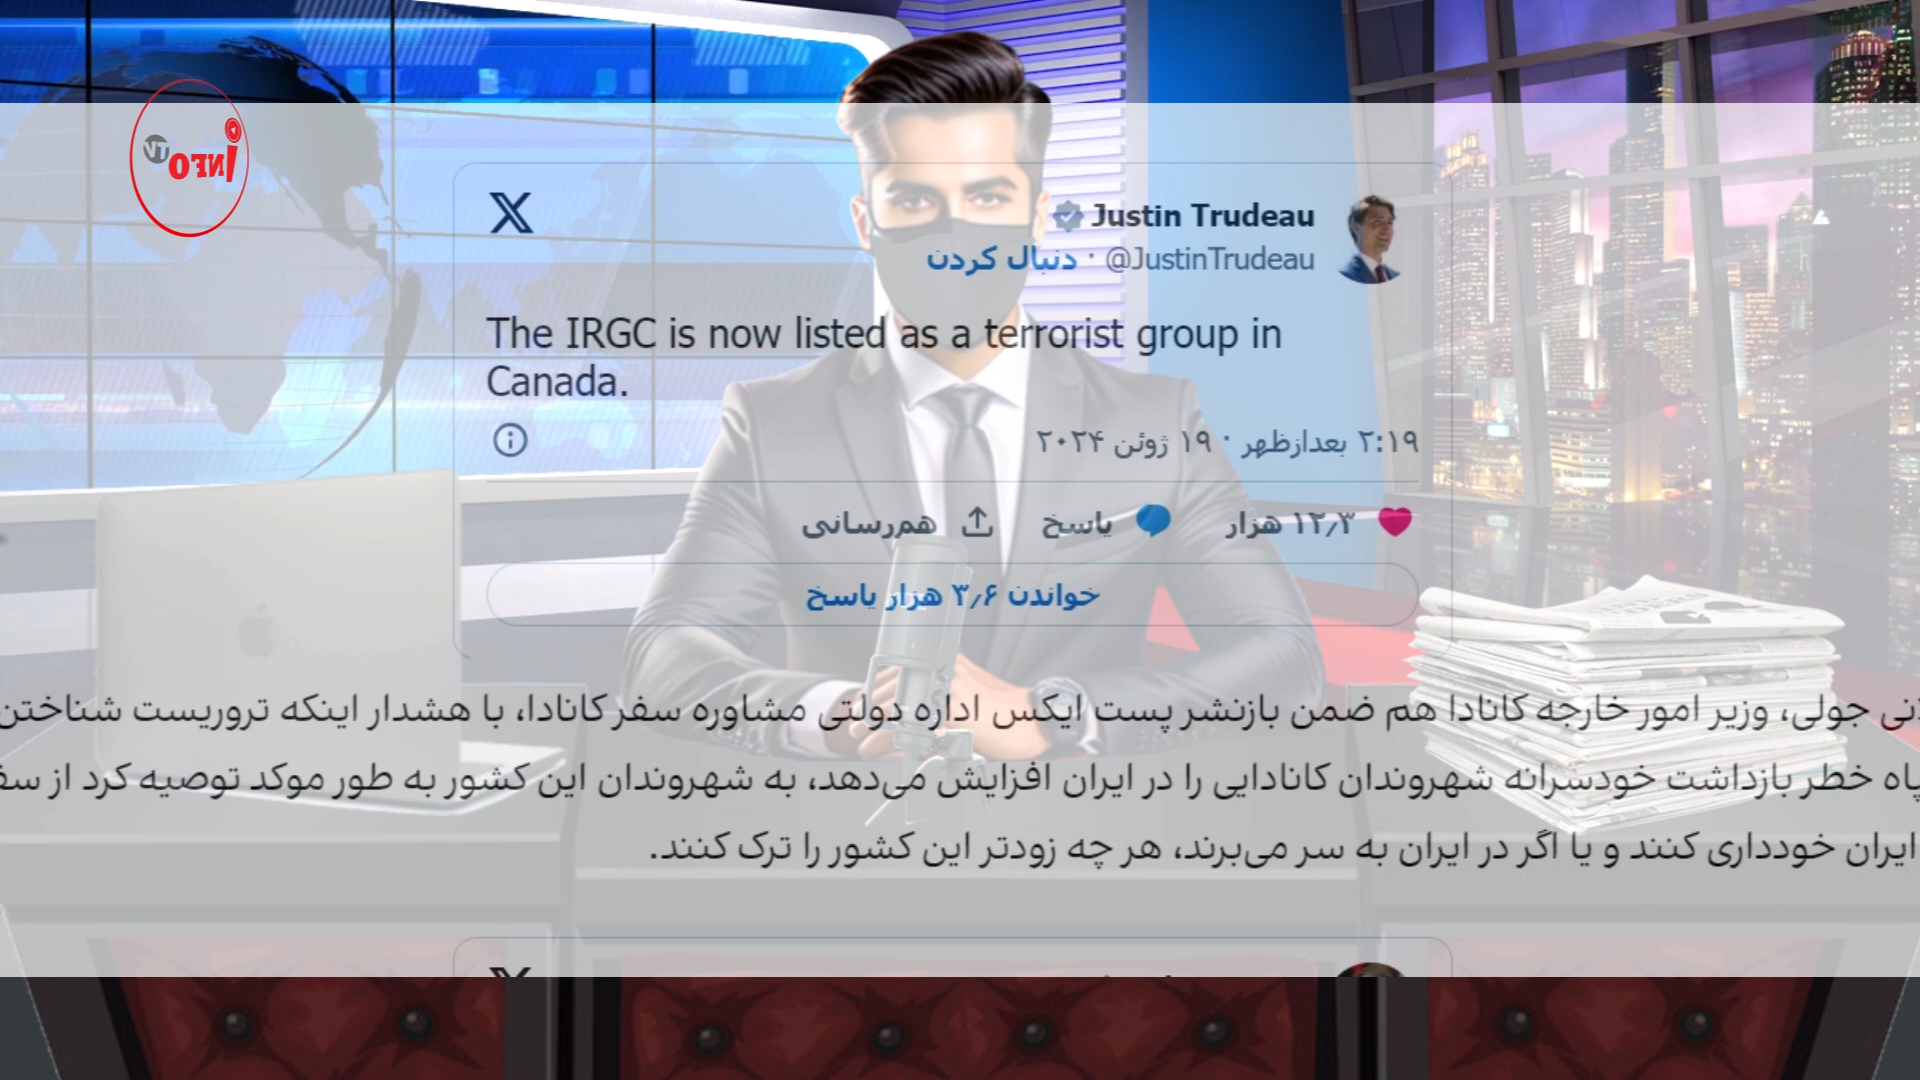 iNFO TV
Justin Trudeau
@JustinTrudeau · دنبال کردن
The IRGC is now listed as a terrorist group in
Canada.
۲:۱۹ بعدازظهر · ۱۹ ژوئن ۲۰۲۴
۱۲٫۳ هزار پاسخ هم‌رسانی
خواندن ۳٫۶ هزار پاسخ
جولی، وزیر امور خارجه کانادا هم ضمن بازنشر پست ایکس اداره دولتی مشاوره سفر کانادا، با هشدار اینکه تروریست شناختن
خطر بازداشت خودسرانه شهروندان کانادایی را در ایران افزایش می‌دهد، به شهروندان این کشور به طور موکد توصیه کرد از
ایران خودداری کنند و یا اگر در ایران به سر می‌برند، هر چه زودتر این کشور را ترک کنند.